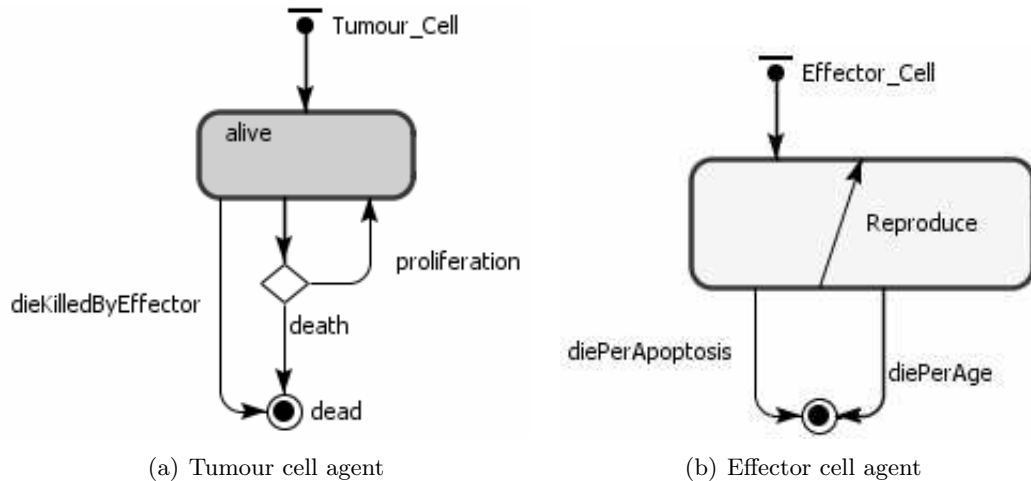 Tumour_Cell
alive
proliferation
dieKilledByEffector
death
dead
(a) Tumour cell agent
Effector_Cell
Reproduce
diePerApoptosis
diePerAge
(b) Effector cell agent